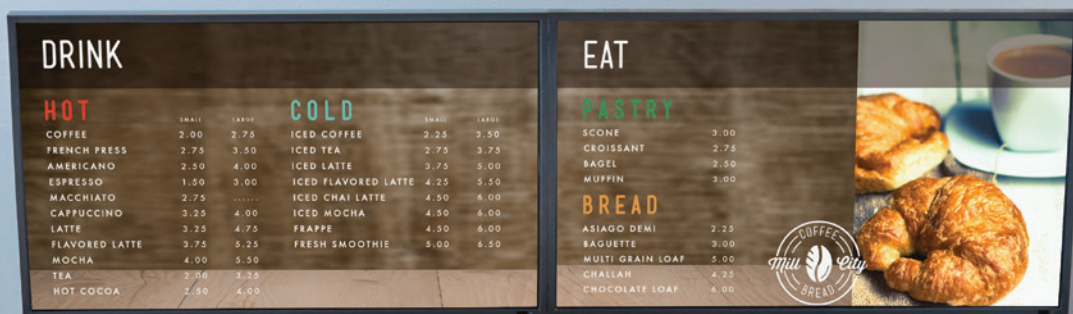 DRINK
HOT SMALL LARGE
COFFEE 2.00 2.75
FRENCH PRESS 2.75 3.50
AMERICANO 2.50 4.00
ESPRESSO 1.50 3.00
MACCHIATO 2.75 ......
CAPPUCCINO 3.25 4.00
LATTE 3.25 4.75
FLAVORED LATTE 3.75 5.25
MOCHA 4.00 5.50
TEA 2.00 3.25
HOT COCOA 2.50 4.00
COLD SMALL LARGE
ICED COFFEE 2.25 3.50
ICED TEA 2.75 3.75
ICED LATTE 3.75 5.00
ICED FLAVORED LATTE 4.25 5.50
ICED CHAI LATTE 4.50 6.00
ICED MOCHA 4.50 6.00
FRAPPE 4.50 6.00
FRESH SMOOTHIE 5.00 6.50
EAT
PASTRY
SCONE 3.00
CROISSANT 2.75
BAGEL 2.50
MUFFIN 3.00
BREAD
ASIAGO DEMI 2.25
BAGUETTE 3.00
MULTI GRAIN LOAF 5.00
CHALLAH 4.25
CHOCOLATE LOAF 6.00
COFFEE
Mill City
BREAD